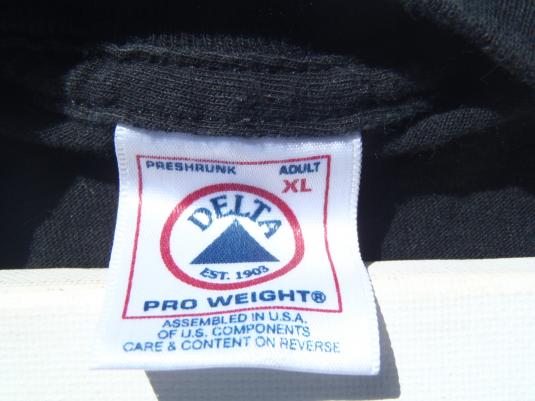 PRESHRUNK ADULT
XL
DELTA
EST. 1903
PRO WEIGHT®
ASSEMBLED IN U.S.A.
OF U.S. COMPONENTS
CARE & CONTENT ON REVERSE